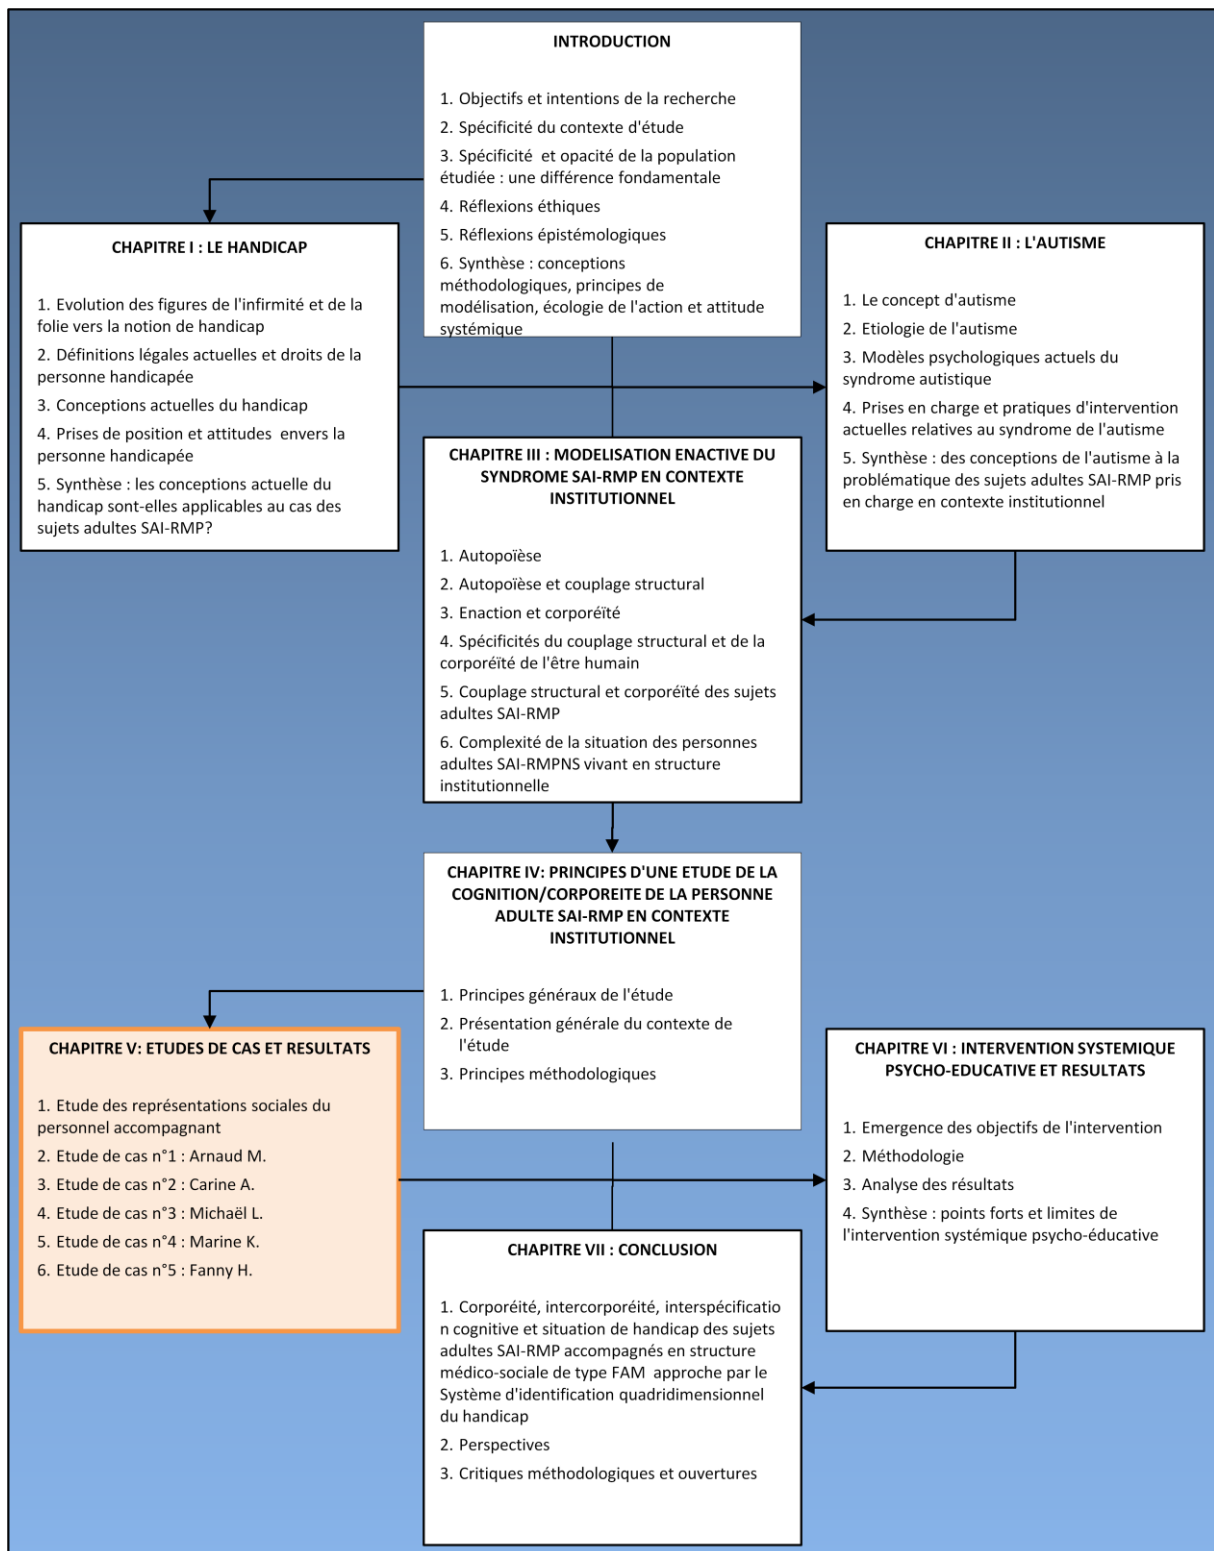 INTRODUCTION
1. Objectifs et intentions de la recherche
2. Spécificité du contexte d'étude
3. Spécificité  et opacité de la population
étudiée : une différence fondamentale
4. Réflexions éthiques
5. Réflexions épistémologiques
6. Synthèse : conceptions
méthodologiques, principes de
modélisation, écologie de l'action et attitude
systémique
CHAPITRE I : LE HANDICAP
1. Evolution des figures de l'infirmité et de la
folie vers la notion de handicap
2. Définitions légales actuelles et droits de la
personne handicapée
3. Conceptions actuelles du handicap
4. Prises de position et attitudes  envers la
personne handicapée
5. Synthèse : les conceptions actuelle du
handicap sont-elles applicables au cas des
sujets adultes SAI-RMP?
CHAPITRE II : L'AUTISME
1. Le concept d'autisme
2. Etiologie de l'autisme
3. Modèles psychologiques actuels du
syndrome autistique
4. Prises en charge et pratiques d'intervention
actuelles relatives au syndrome de l'autisme
5. Synthèse : des conceptions de l'autisme à la
problématique des sujets adultes SAI-RMP pris
en charge en contexte institutionnel
CHAPITRE III : MODELISATION ENACTIVE DU
SYNDROME SAI-RMP EN CONTEXTE
INSTITUTIONNEL
1. Autopoïèse
2. Autopoïèse et couplage structural
3. Enaction et corporéïté
4. Spécificités du couplage structural et de la
corporéïté de l'être humain
5. Couplage structural et corporéïté des sujets
adultes SAI-RMP
6. Complexité de la situation des personnes
adultes SAI-RMPNS vivant en structure
institutionnelle
CHAPITRE IV: PRINCIPES D'UNE ETUDE DE LA
COGNITION/CORPOREITE DE LA PERSONNE
ADULTE SAI-RMP EN CONTEXTE
INSTITUTIONNEL
1. Principes généraux de l'étude
2. Présentation générale du contexte de
l'étude
3. Principes méthodologiques
CHAPITRE V: ETUDES DE CAS ET RESULTATS
1. Etude des représentations sociales du
personnel accompagnant
2. Etude de cas n°1 : Arnaud M.
3. Etude de cas n°2 : Carine A.
4. Etude de cas n°3 : Michaël L.
5. Etude de cas n°4 : Marine K.
6. Etude de cas n°5 : Fanny H.
CHAPITRE VI : INTERVENTION SYSTEMIQUE
PSYCHO-EDUCATIVE ET RESULTATS
1. Emergence des objectifs de l'intervention
2. Méthodologie
3. Analyse des résultats
4. Synthèse : points forts et limites de
l'intervention systémique psycho-éducative
CHAPITRE VII : CONCLUSION
1. Corporéité, intercorporéité, interspécificatio
n cognitive et situation de handicap des sujets
adultes SAI-RMP accompagnés en structure
médico-sociale de type FAM  approche par le
Système d'identification quadridimensionnel
du handicap
2. Perspectives
3. Critiques méthodologiques et ouvertures